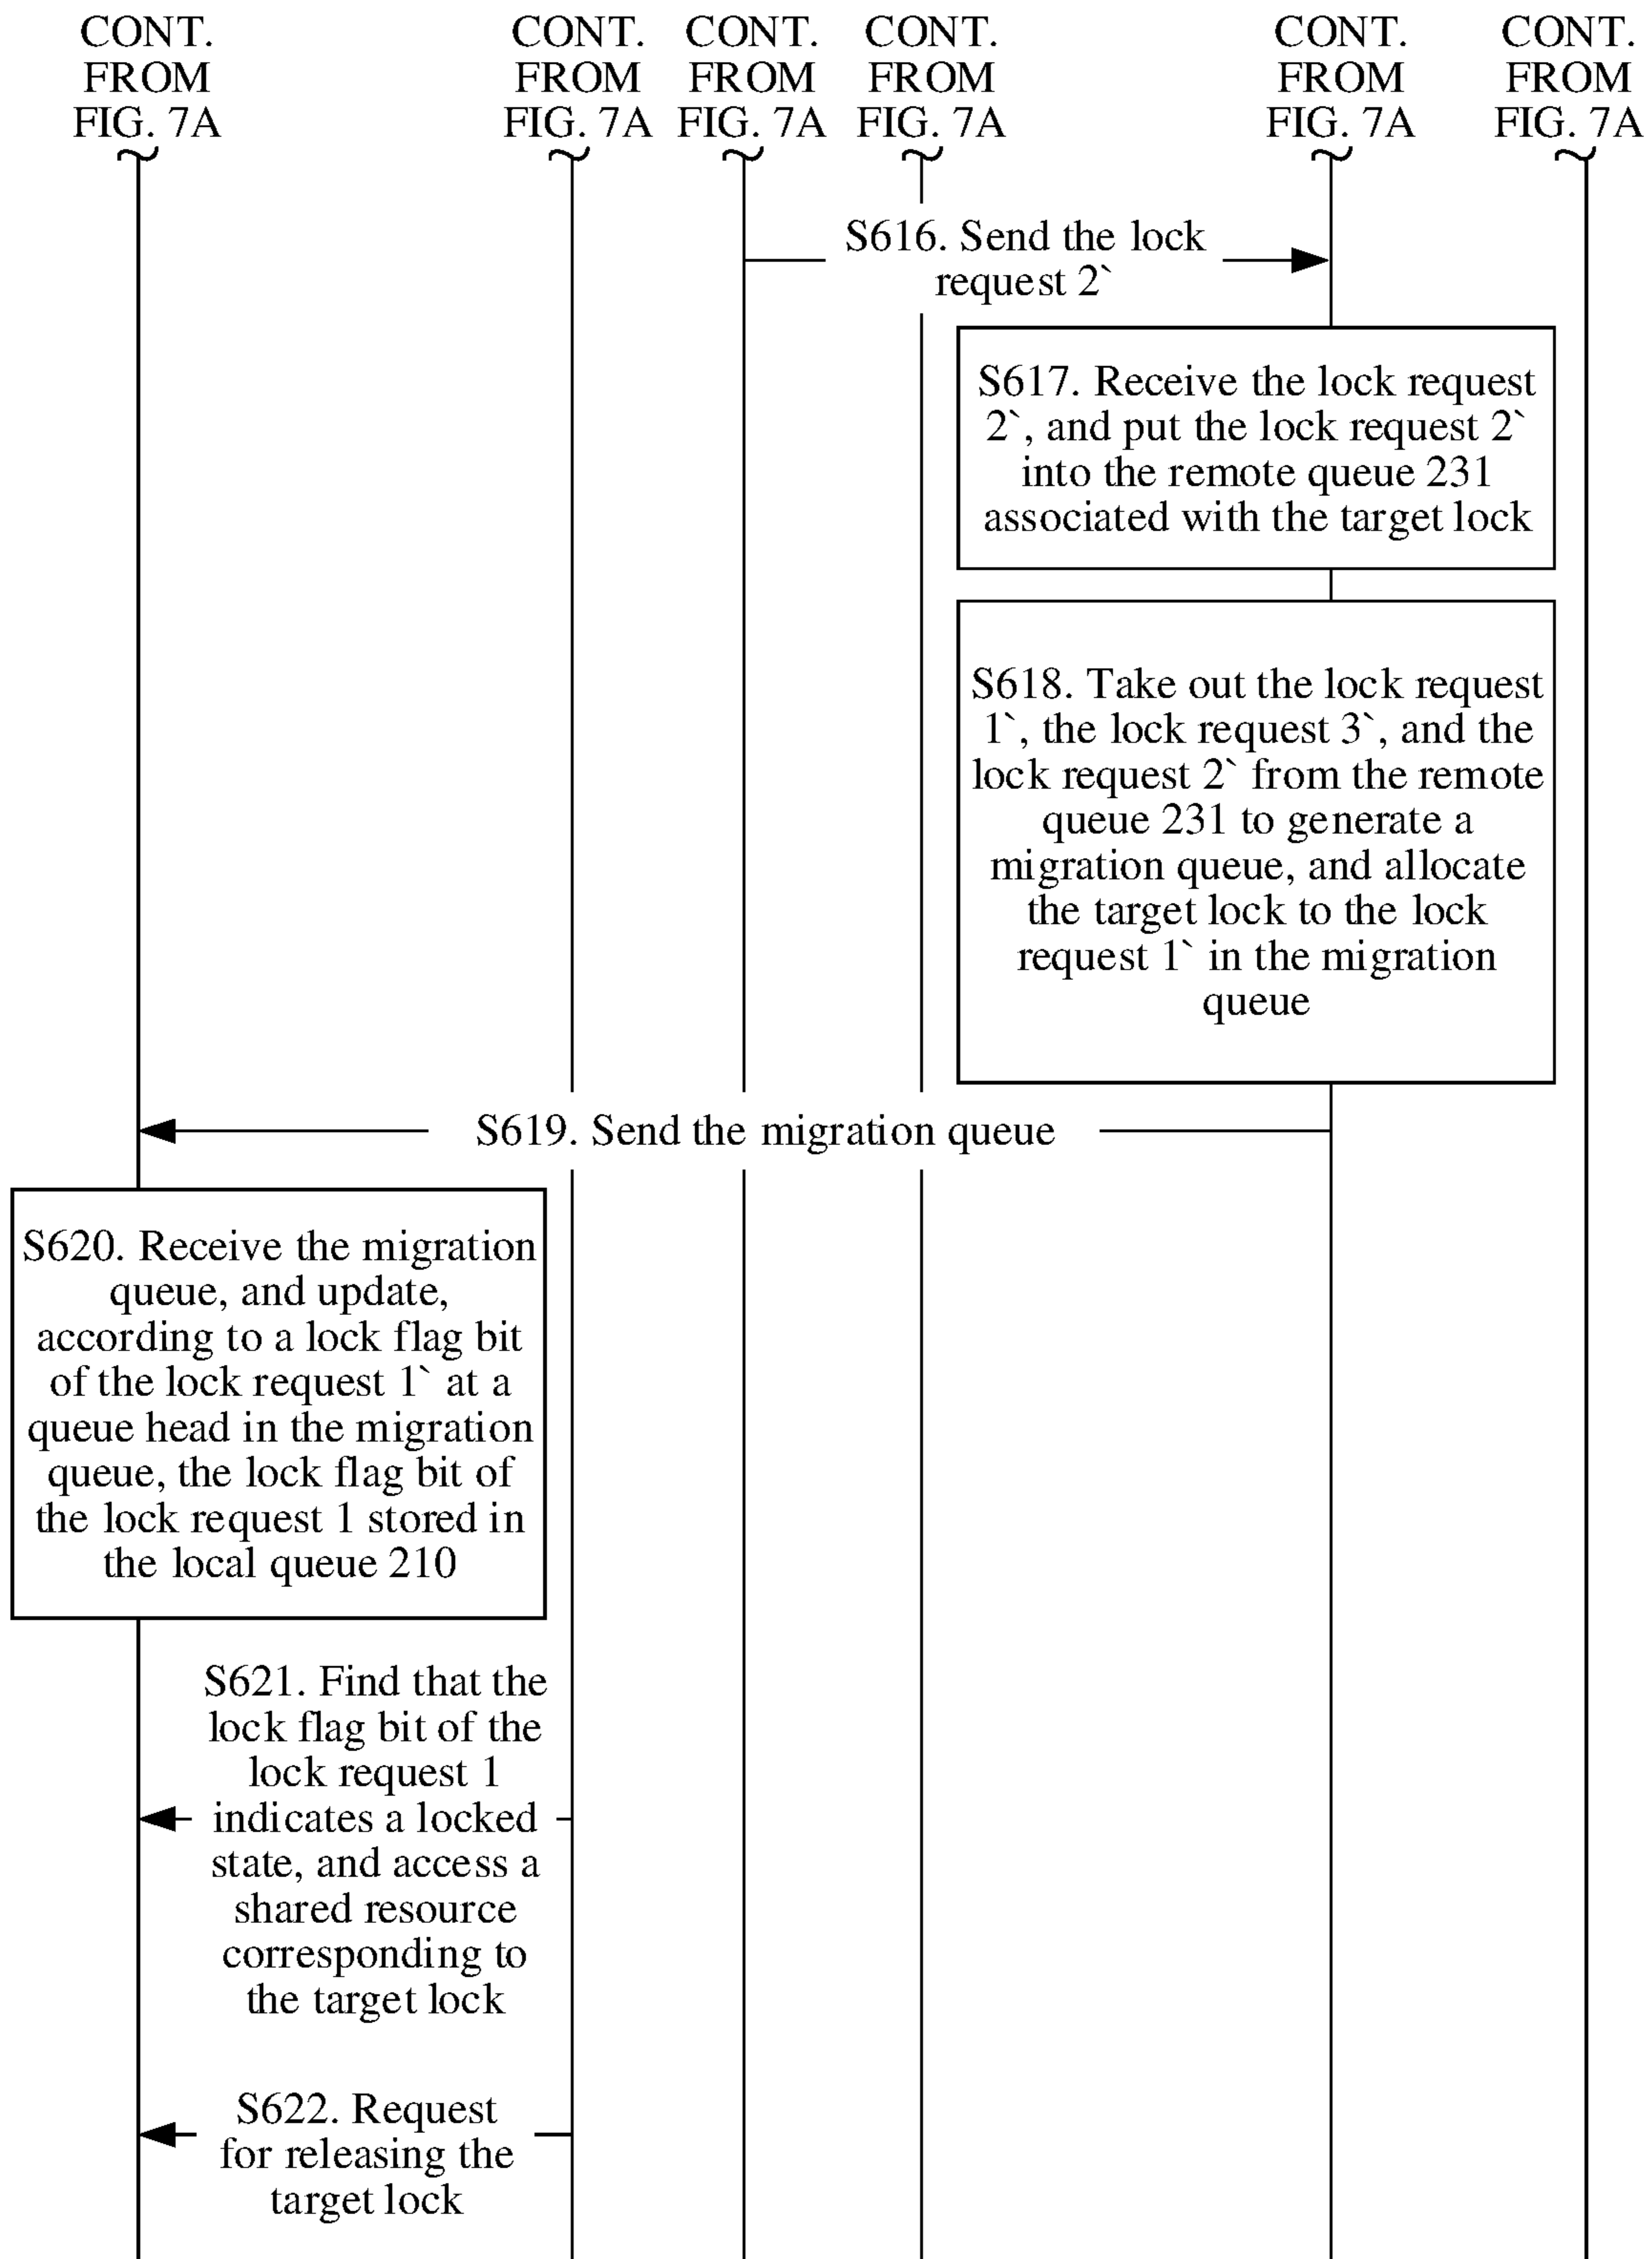 CONT. CONT. CONT. CONT. CONT. CONT.
FROM FROM FROM FROM FROM FROM
FIG. 7A FIG. 7A FIG. 7A FIG. 7A FIG. 7A FIG. 7A
S616. Send the lock
request 2`
S617. Receive the lock request
2`, and put the lock request 2`
into the remote queue 231
associated with the target lock
S618. Take out the lock request
1`, the lock request 3`, and the
lock request 2` from the remote
queue 231 to generate a
migration queue, and allocate
the target lock to the lock
request 1` in the migration
queue
S619. Send the migration queue
S620. Receive the migration
queue, and update,
according to a lock flag bit
of the lock request 1` at a
queue head in the migration
queue, the lock flag bit of
the lock request 1 stored in
the local queue 210
S621. Find that the
lock flag bit of the
lock request 1
indicates a locked
state, and access a
shared resource
corresponding to
the target lock
S622. Request
for releasing the
target lock